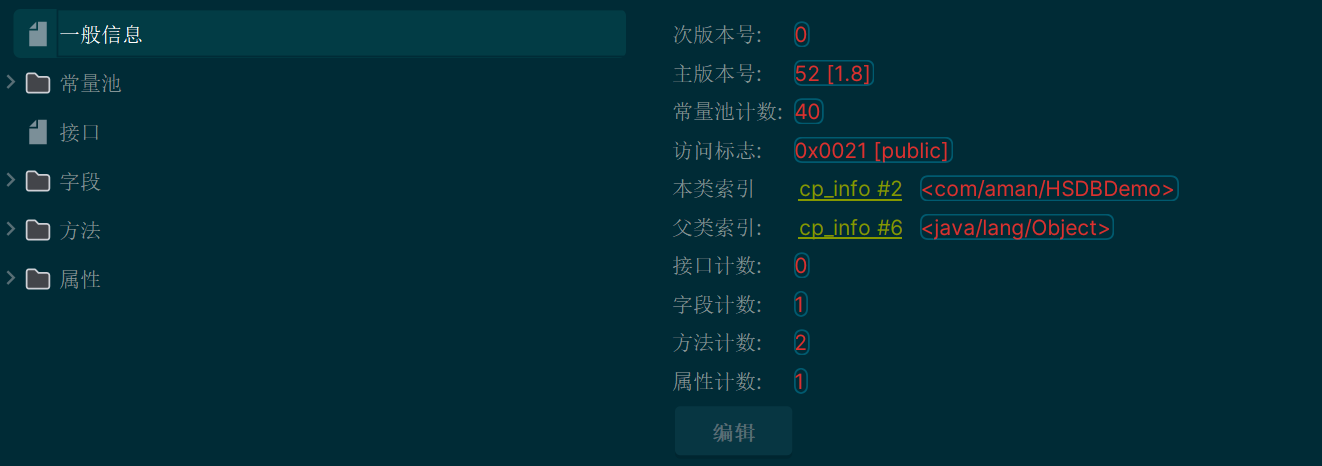 一般信息
常量池
接口
字段
方法
属性
次版本号: 0
主版本号: 52 [1.8]
常量池计数: 40
访问标志: 0x0021 [public]
本类索引 cp_info #2 <com/aman/HSDBDemo>
父类索引: cp_info #6 <java/lang/Object>
接口计数: 0
字段计数: 1
方法计数: 2
属性计数: 1
编辑